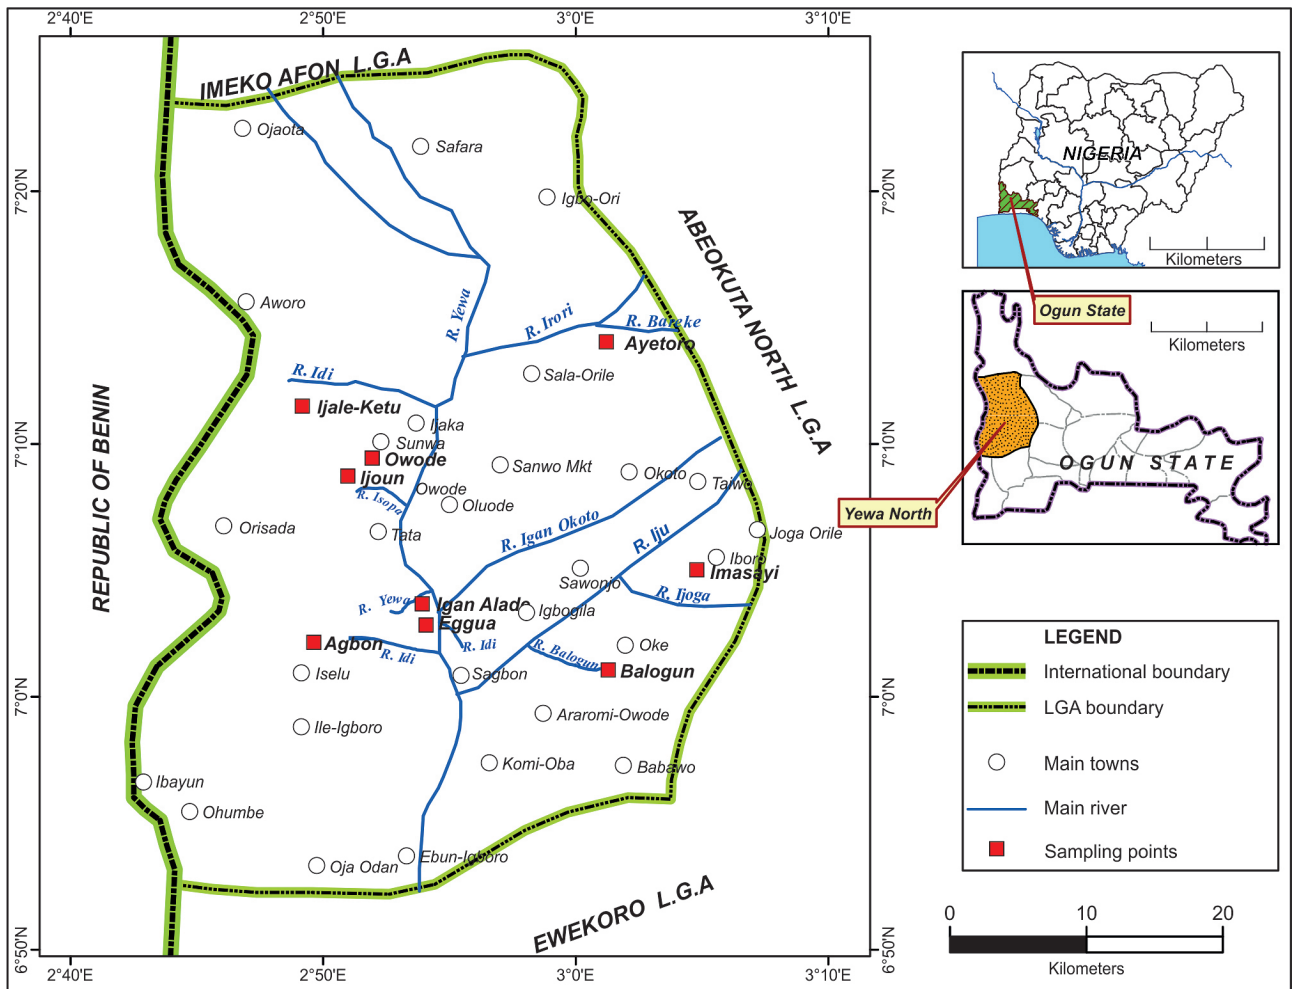 2°40'E
2°50'E
3°0'E
3°10'E
IMEKO AFON L.G.A
Ojaota
Safara
7°20'N
7°20'N
Igbo-Ori
ABEOKUTA NORTH L.G.A
Aworo
R. Yewa
R. Irori
R. Bareke
Ayetoro
R. Idi
Sala-Orile
Ijale-Ketu
REPUBLIC OF BENIN
Ijaka
Sunwa
7°10'N
7°10'N
Owode
Sanwo Mkt
Okoto
Ijoun
Taiwo
Owode
R. Isopa
Oluode
Orisada
Tata
R. Igan Okoto
R. Iju
Joga Orile
Iboro
Sawonjo
Imasayi
R. Yewa
Igan Alade
Igbogila
R. Ijoga
Eggua
Agbon
R. Idi
R. Idi
R. Balogun
Oke
Iselu
Sagbon
Balogun
7°0'N
7°0'N
Araromi-Owode
Ile-Igboro
Komi-Oba
Babawo
Ibayun
Ohumbe
Oja Odan
Ebun-Igboro
EWEKORO L.G.A
6°50'N
6°50'N
2°40'E
2°50'E
3°0'E
3°10'E
NIGERIA
Kilometers
Ogun State
Kilometers
OGUN STATE
Yewa North
LEGEND
International boundary
LGA boundary
Main towns
Main river
Sampling points
0
10
20
Kilometers